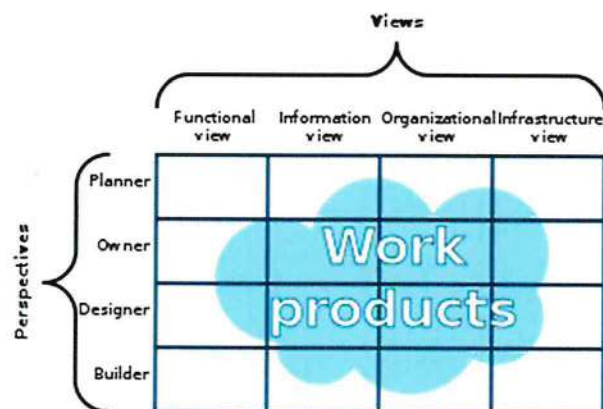 Views
Functional view
Information view
Organizational view
Infrastructure view
Planner
Owner
Designer
Builder
Perspectives
Work
products